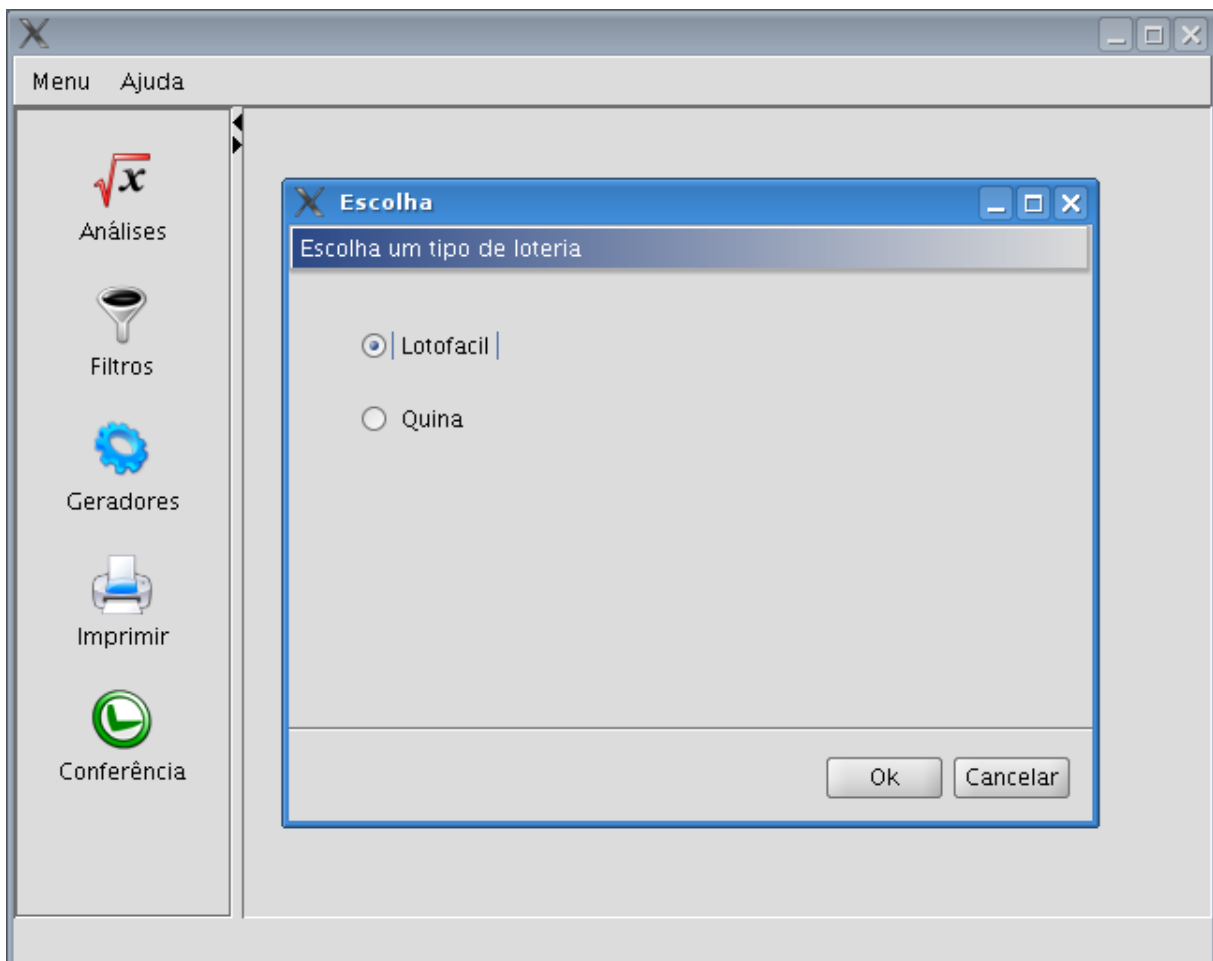 Menu Ajuda
Análises
Filtros
Geradores
Imprimir
Conferência
Escolha
Escolha um tipo de loteria
Lotofacil
Quina
Ok Cancelar